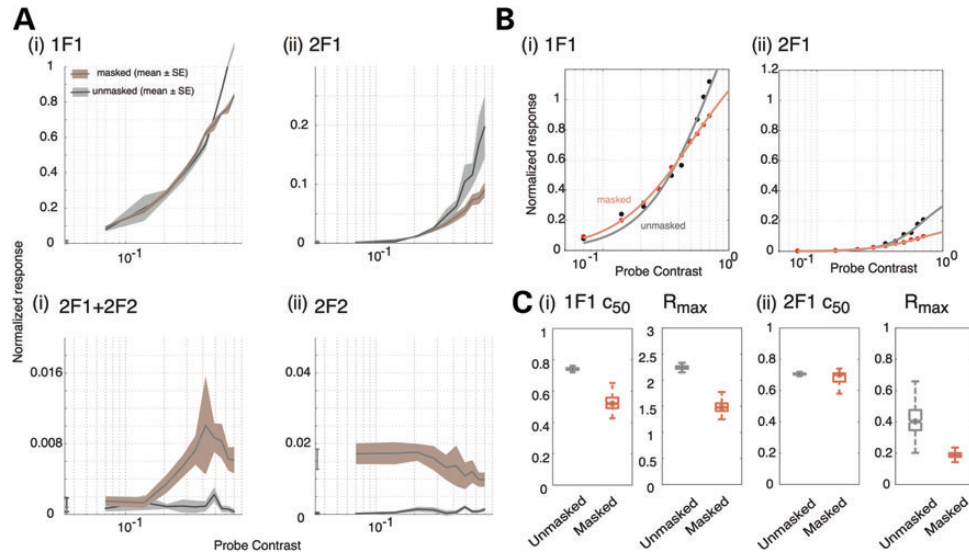 A
B
(i) 1F1
(ii) 2F1
(i) 1F1
(ii) 2F1
masked (mean ± SE)
unmasked (mean ± SE)
1
0.8
0.6
0.4
0.2
0
10-1
0.2
0.1
0
10-1
Normalized response
1
0.8
0.6
0.4
0.2
0
masked
unmasked
10-1
100
1.2
1.0
0.8
0.6
0.4
0.2
0
10-1
100
Probe Contrast
Probe Contrast
(i) 2F1+2F2
(ii) 2F2
Normalized response
0.016
0.008
0
10-1
0.04
0.02
0
10-1
Probe Contrast
C (i) 1F1 c50
Rmax
(ii) 2F1 c50
Rmax
1
0.8
0.6
0.4
0.2
0
3
2.5
2
1.5
1
0.5
0
1
0.8
0.6
0.4
0.2
0
1
0.8
0.6
0.4
0.2
0
Unmasked
Masked
Unmasked
Masked
Unmasked
Masked
Unmasked
Masked